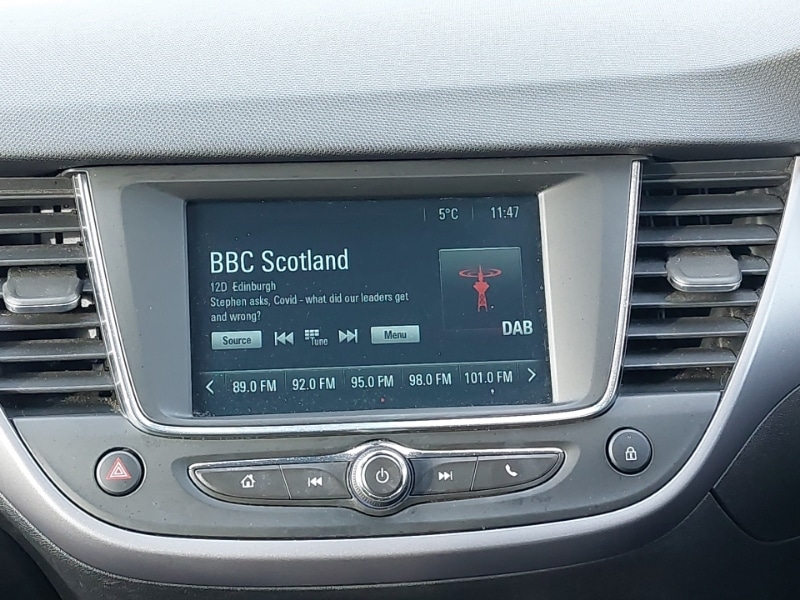 5°C 11:47
BBC Scotland
12D Edinburgh
Stephen asks, Covid - what did our leaders get
and wrong?
DAB
Source Tune Menu
89.0 FM 92.0 FM 95.0 FM 98.0 FM 101.0 FM